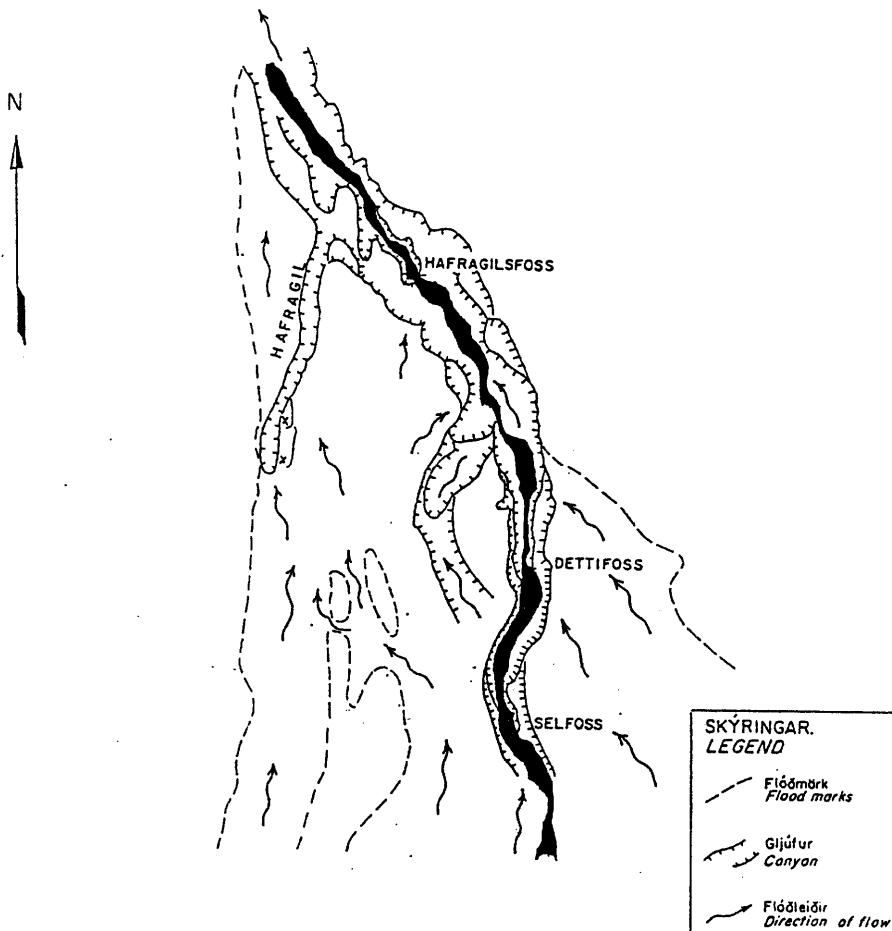 N
HAFRAGILSFOSS
HAFRAGIL
DETTIFOSS
SELFOSS
SKÝRINGAR.
LEGEND
Flóðmörk
Flood marks
Gljúfur
Canyon
Flóðleiðir
Direction of flow